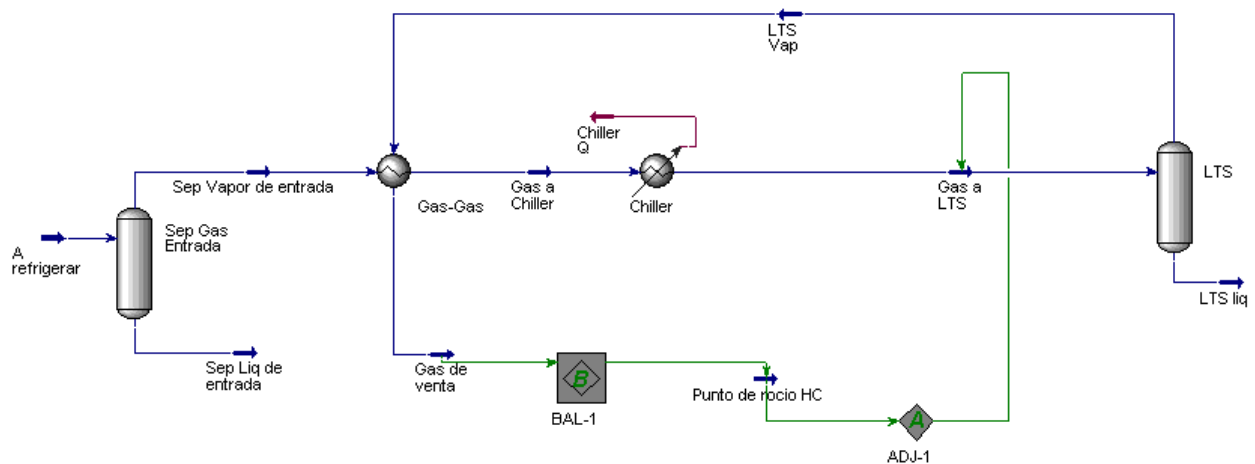 LTS
Vap
Chiller
Q
Sep Vapor de entrada
Gas a
Chiller
Gas-Gas
Chiller
Gas a
LTS
LTS
A
refrigerar
Sep Gas
Entrada
LTS liq
Sep Liq de
entrada
Gas de
venta
B
BAL-1
Punto de rocio HC
A
ADJ-1